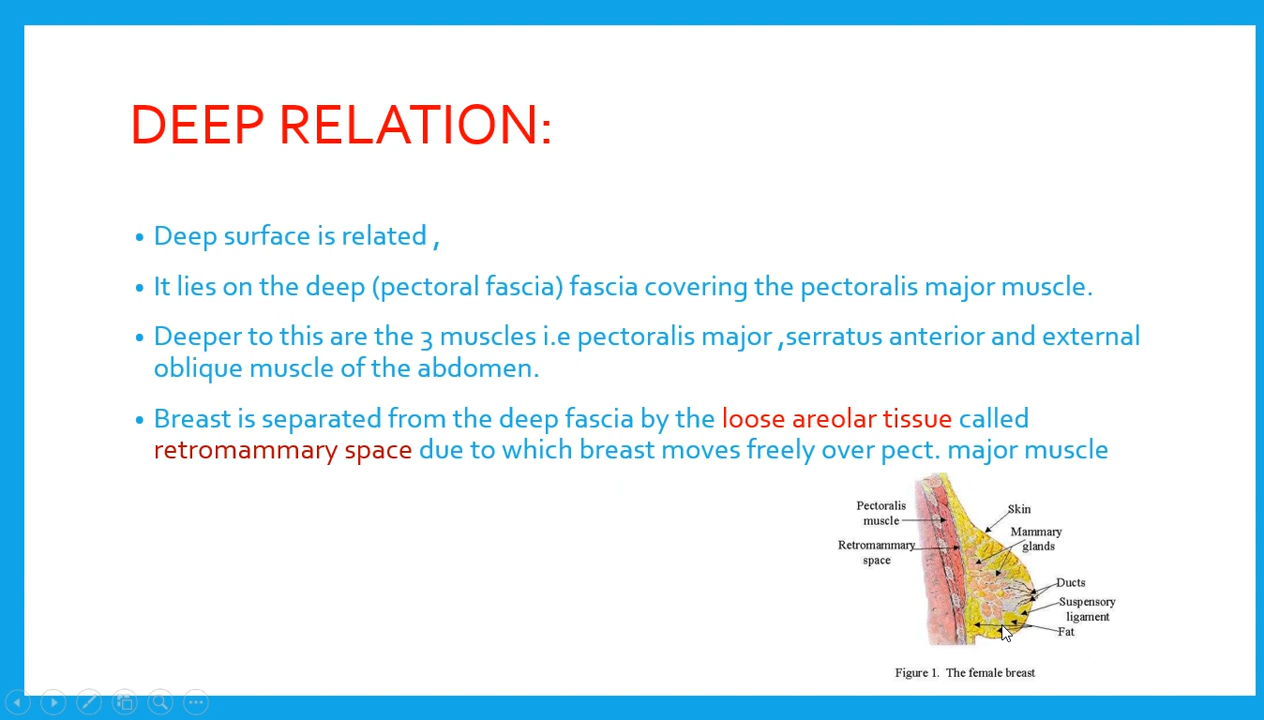 DEEP RELATION:
• Deep surface is related ,
• It lies on the deep (pectoral fascia) fascia covering the pectoralis major muscle.
• Deeper to this are the 3 muscles i.e pectoralis major ,serratus anterior and external
oblique muscle of the abdomen.
• Breast is separated from the deep fascia by the loose areolar tissue called
retromammary space due to which breast moves freely over pect. major muscle
Pectoralis
muscle
Skin
Mammary
glands
Retromammary
space
Ducts
Suspensory
ligament
Fat
Figure 1. The female breast